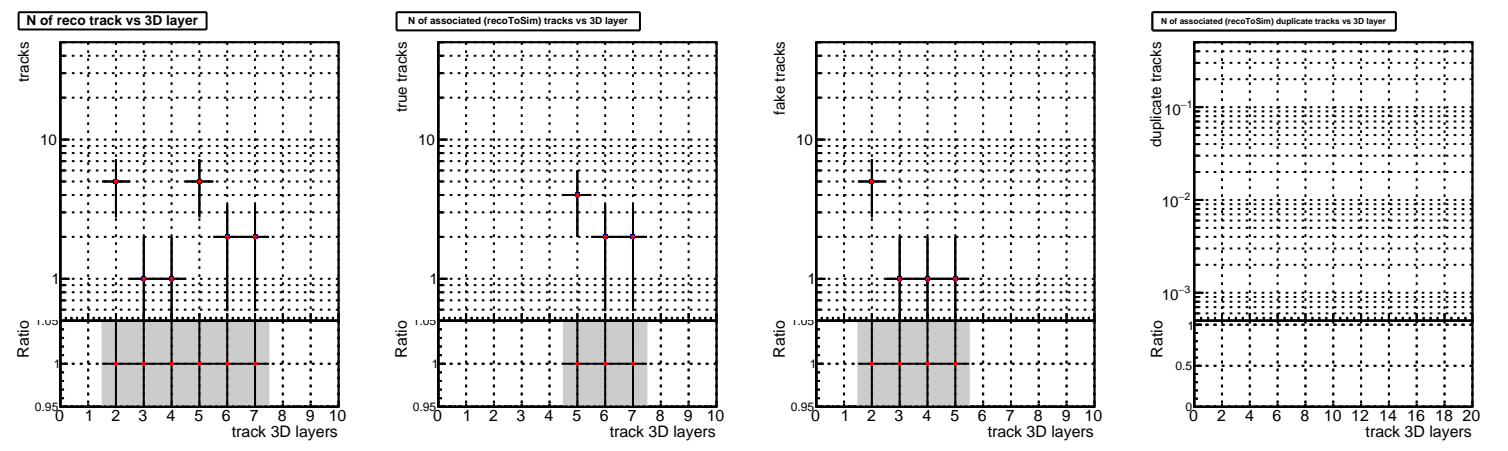 N of reco track vs 3D layer
tracks
10
1
Ratio
1.05
1
0.95
0 1 2 3 4 5 6 7 8 9 10
track 3D layers
N of associated (recoToSim) tracks vs 3D layer
true tracks
10
1
Ratio
1.05
1
0.95
0 1 2 3 4 5 6 7 8 9 10
track 3D layers
fake tracks
10
1
Ratio
1.05
1
0.95
0 1 2 3 4 5 6 7 8 9 10
track 3D layers
N of associated (recoToSim) duplicate tracks vs 3D layer
duplicate tracks
10⁻¹
10⁻²
10⁻³
Ratio
1
0.5
0
0 2 4 6 8 10 12 14 16 18 20
track 3D layers